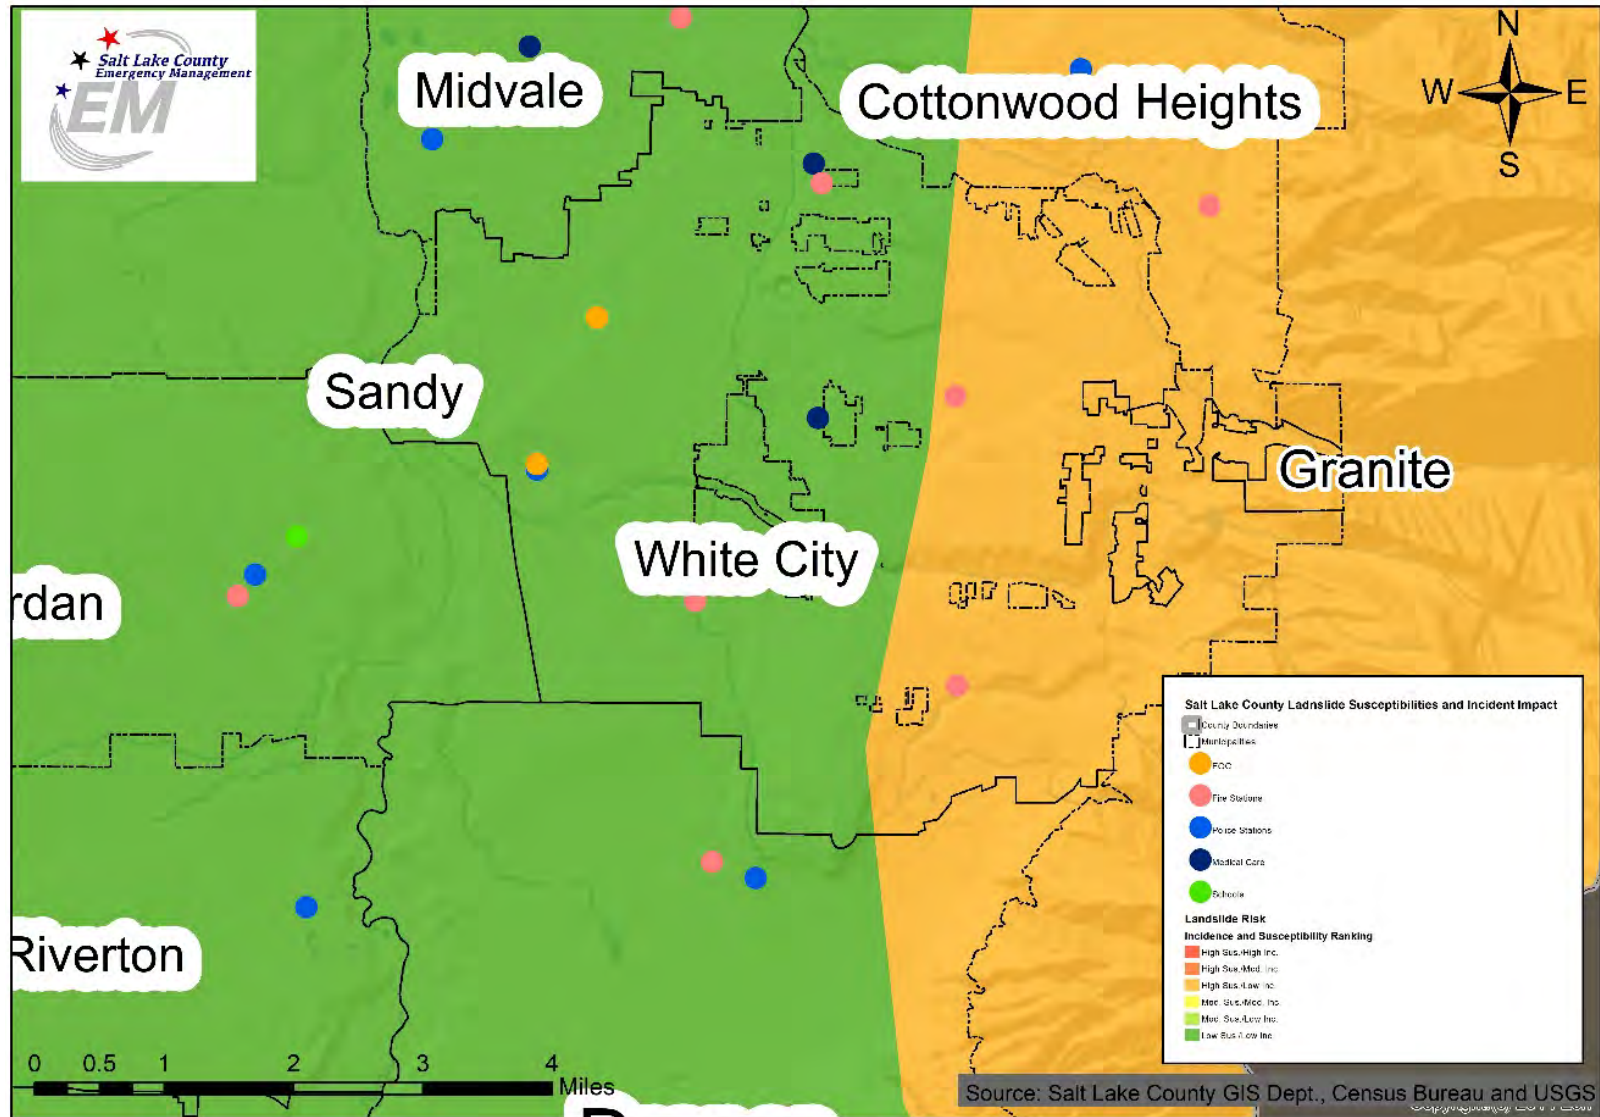 Salt Lake County
Emergency Management
EM
N
W E
S
Midvale
Cottonwood Heights
Sandy
Granite
White City
rdan
Riverton
Salt Lake County Ladnslide Susceptibilities and Incident Impact
County Boundaries
Municipalities
EOC
Fire Stations
Police Stations
Medical Care
Schools
Landslide Risk
Incidence and Susceptibility Ranking
High Sus./High Inc.
High Sus./Med. Inc.
High Sus./Low Inc.
Med. Sus./Med. Inc.
Med. Sus./Low Inc.
Low Sus./Low Inc.
0 0.5 1 2 3 4
Miles
Source: Salt Lake County GIS Dept., Census Bureau and USGS